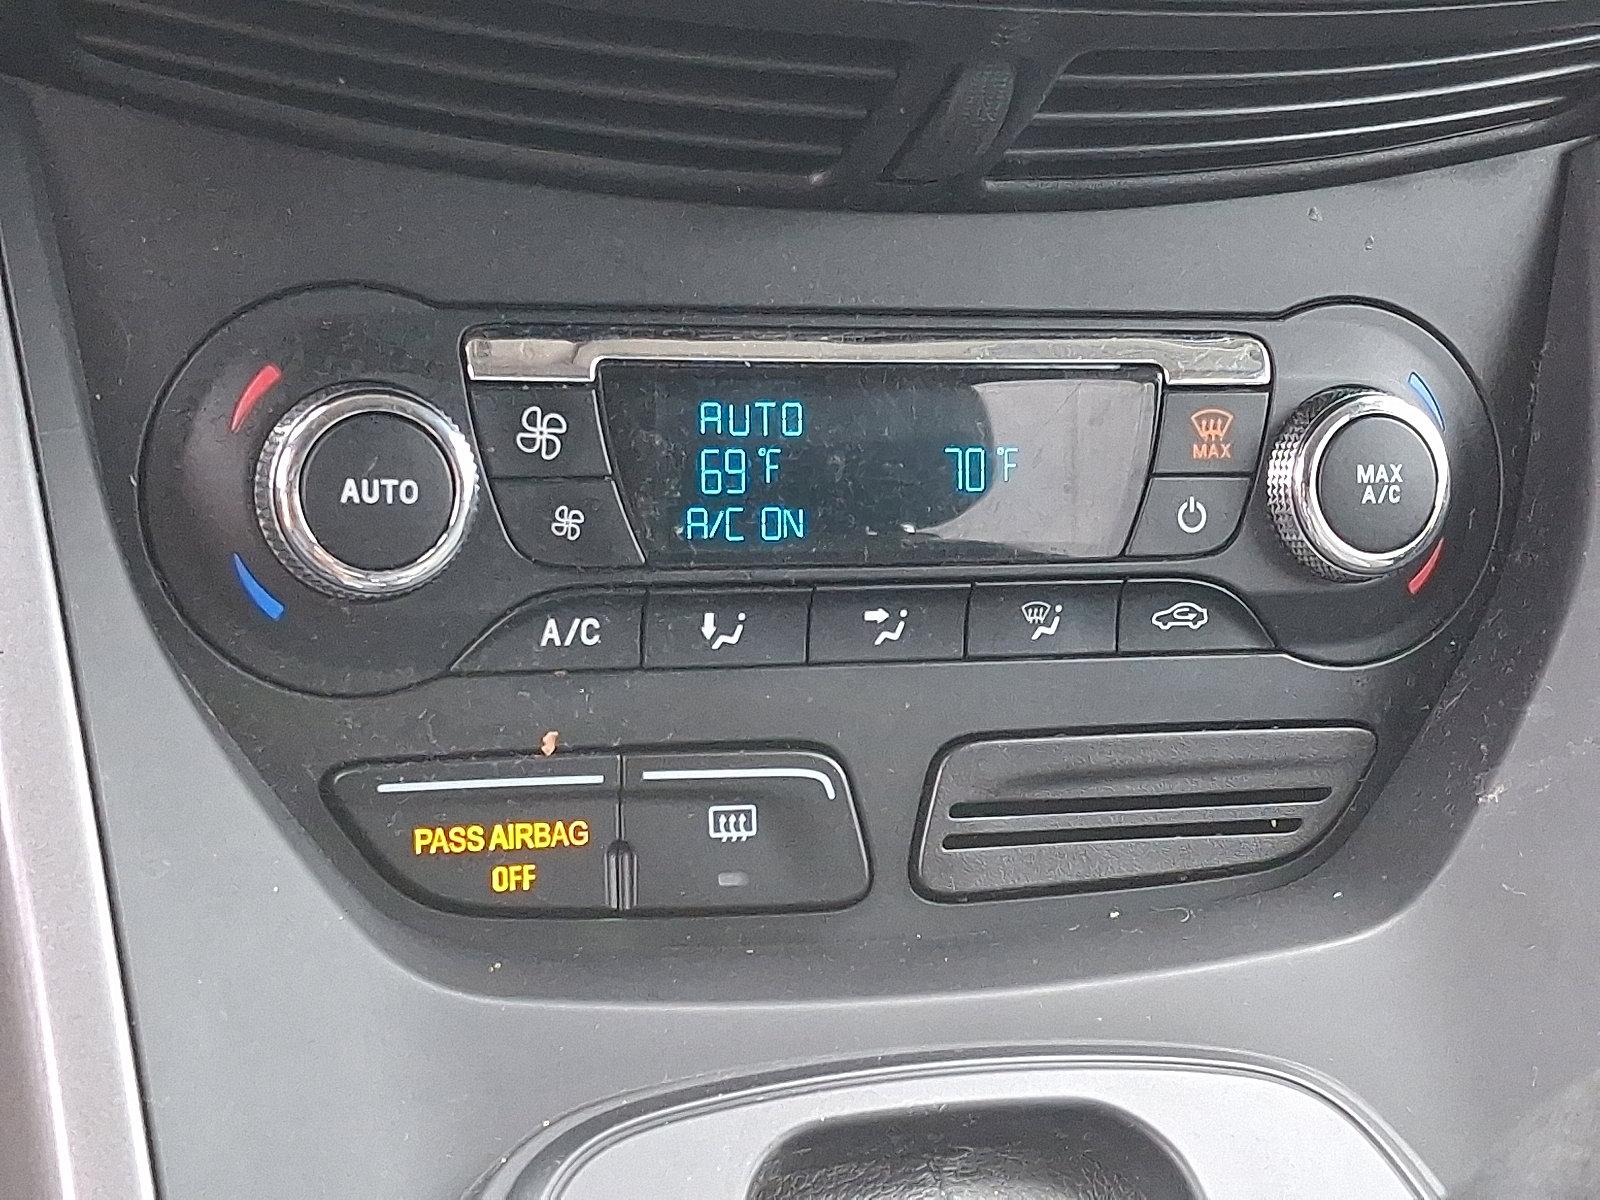 AUTO
AUTO
69°F 70°F
A/C ON
MAX
MAX
A/C
A/C
PASS AIRBAG
OFF